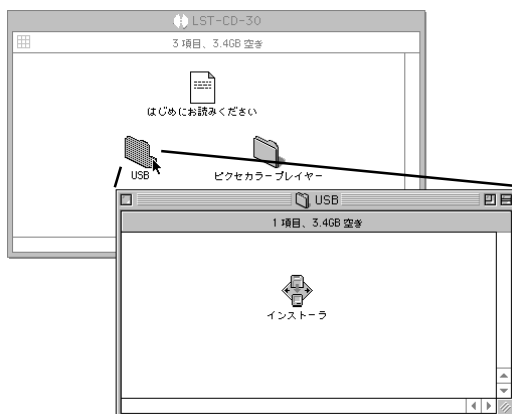 LST-CD-30
3 項目、3.4GB 空き
はじめにお読みください
USB
ピクセカラープレイヤー
USB
1 項目、3.4GB 空き
インストーラ